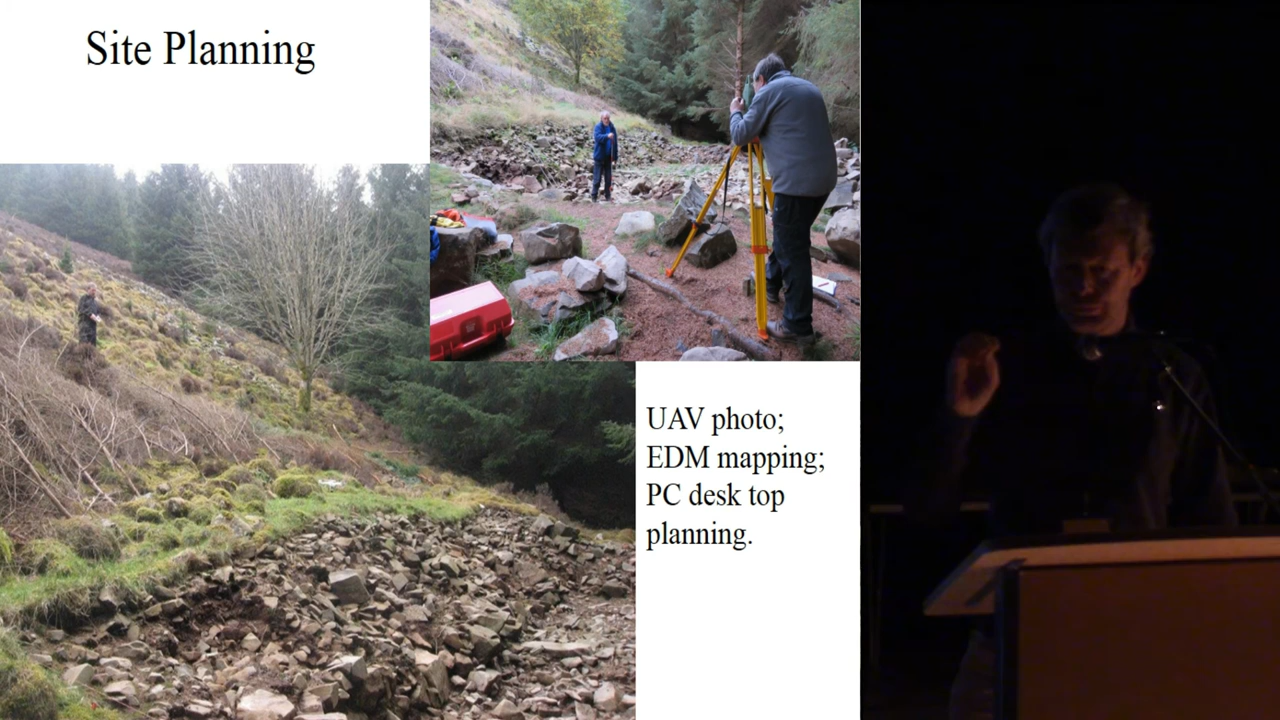 Site Planning
UAV photo;
EDM mapping;
PC desk top
planning.